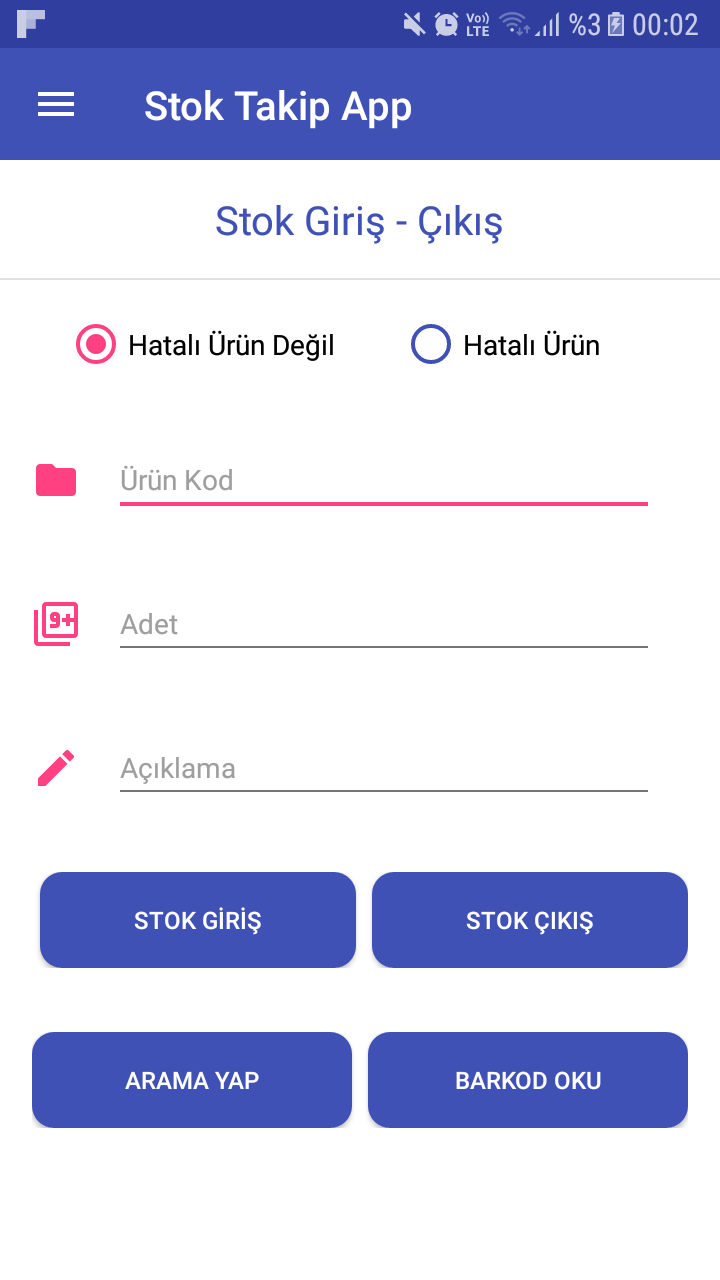 Vo)) LTE %3 00:02
Stok Takip App
Stok Giriş - Çıkış
Hatalı Ürün Değil Hatalı Ürün
Ürün Kod
9+ Adet
Açıklama
STOK GİRİŞ STOK ÇIKIŞ
ARAMA YAP BARKOD OKU